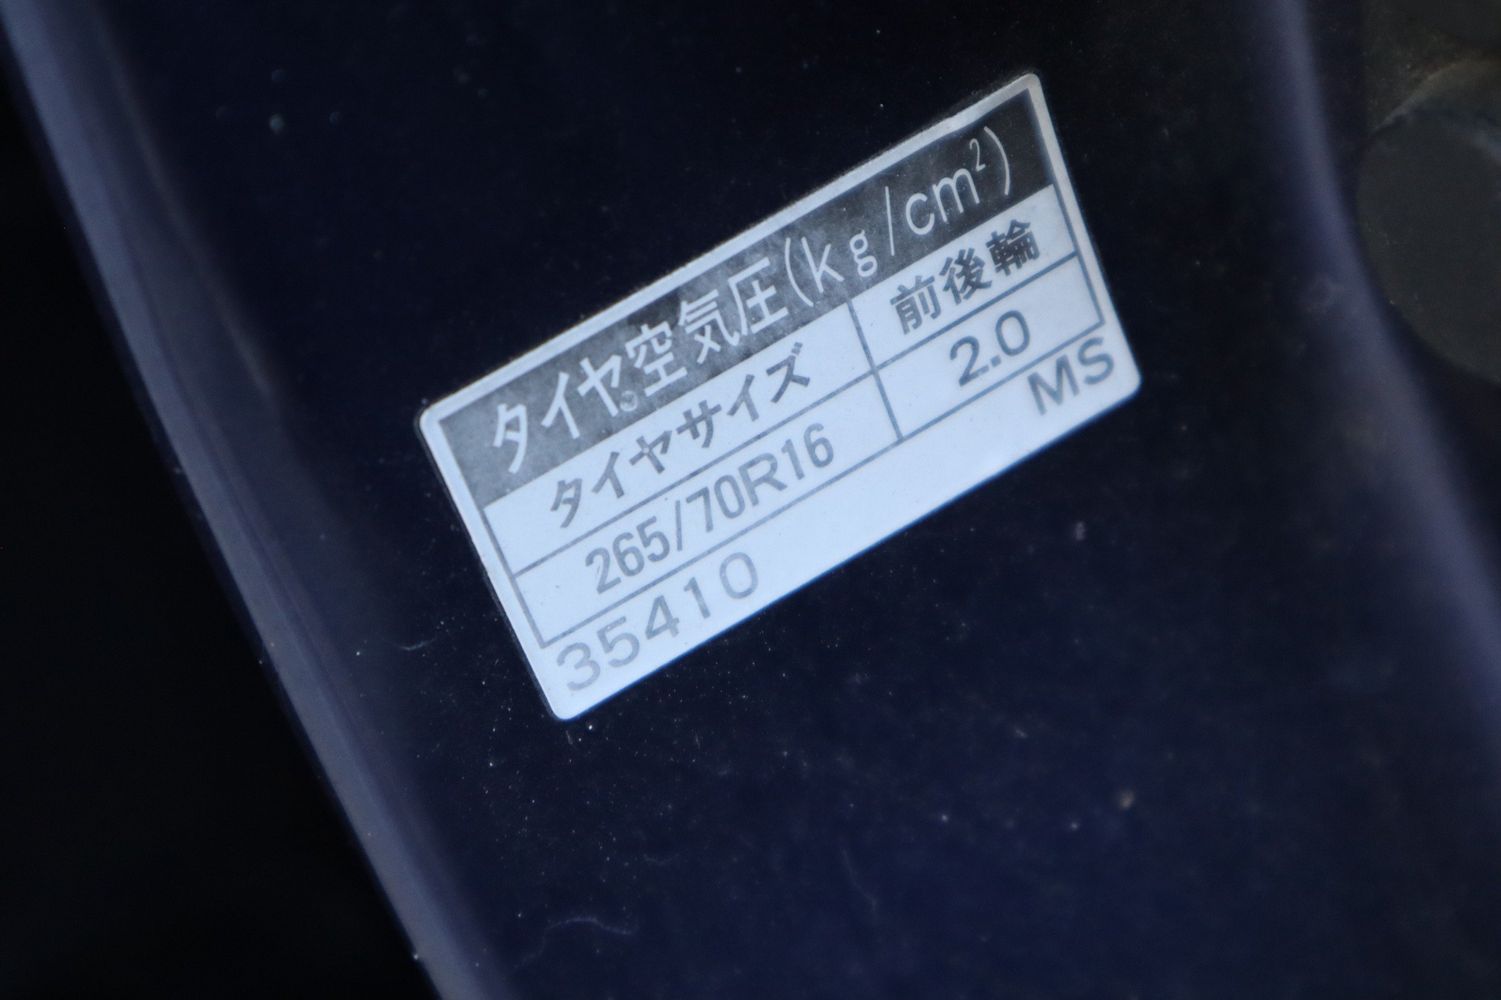 タイヤ空気圧(kg/cm²)
タイヤサイズ 前後輪
265/70R16 2.0
35410 MS